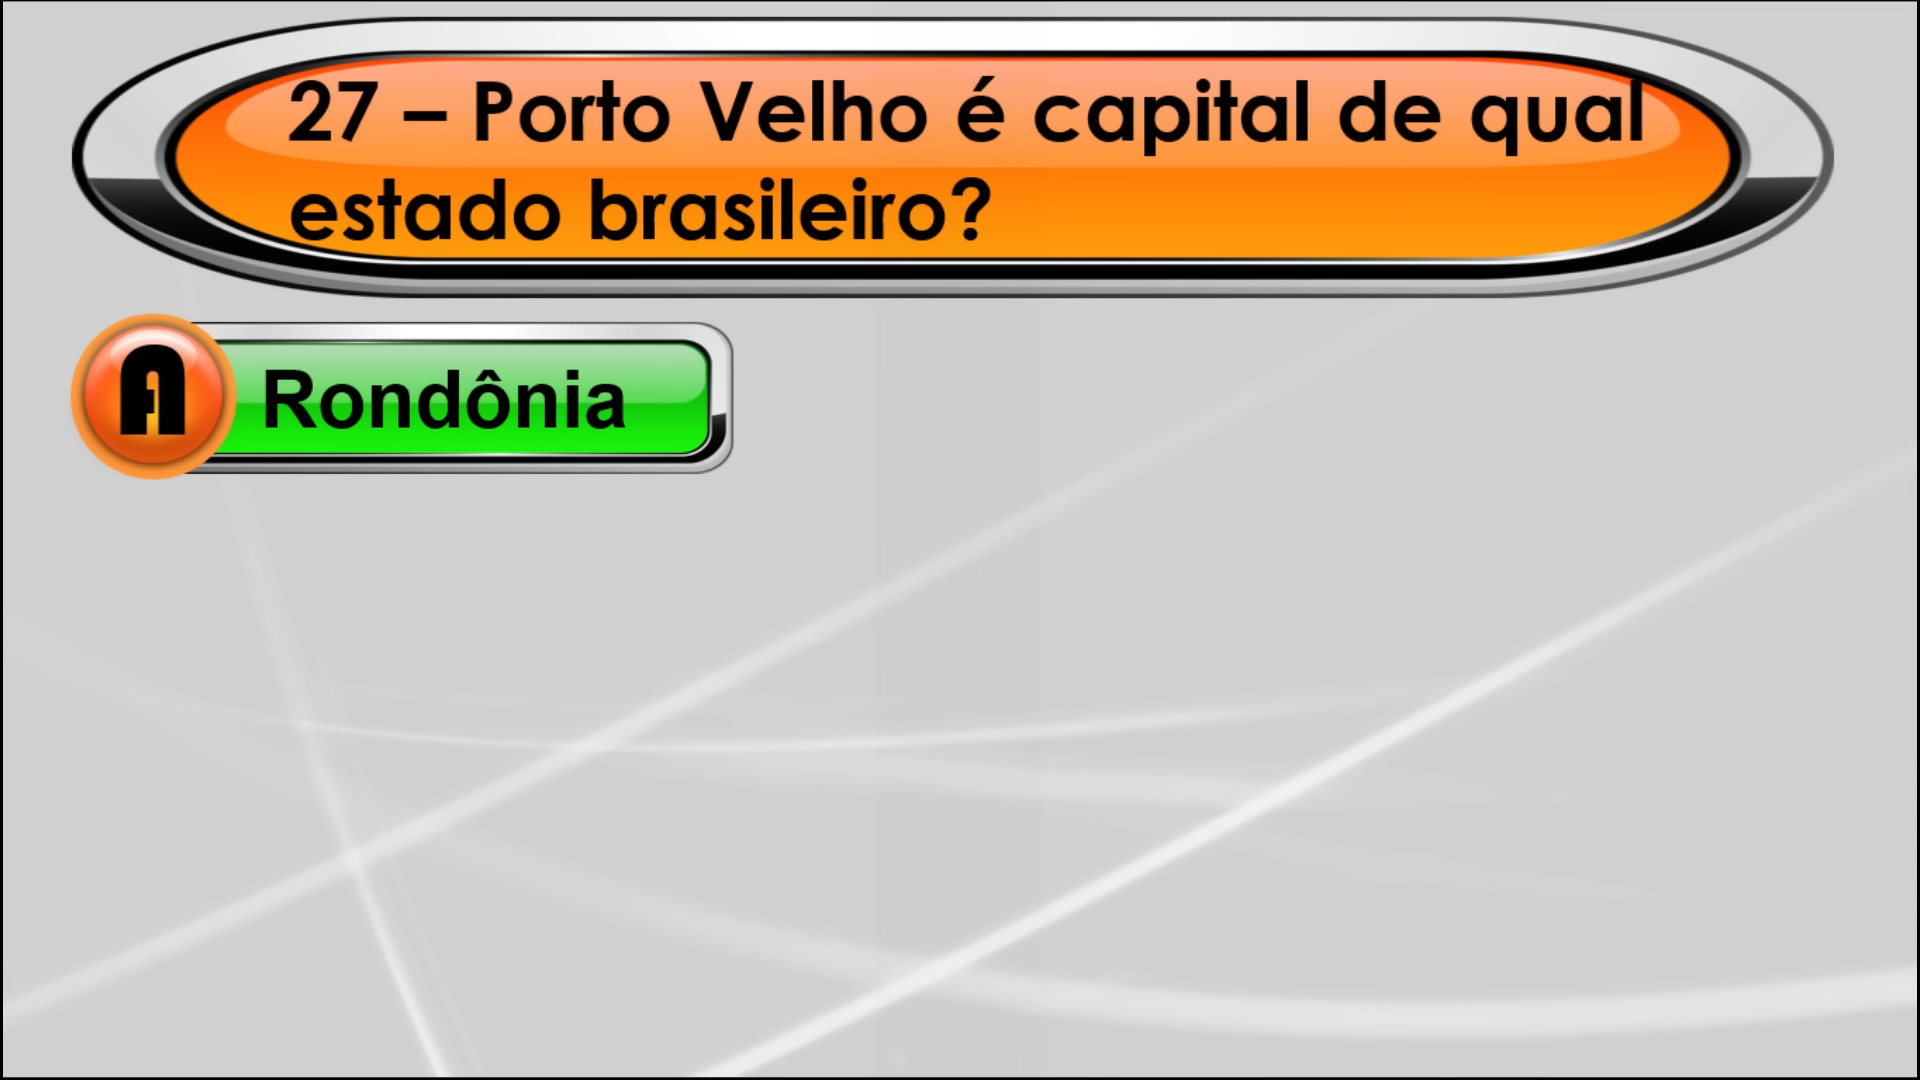 27 – Porto Velho é capital de qual
estado brasileiro?
A Rondônia